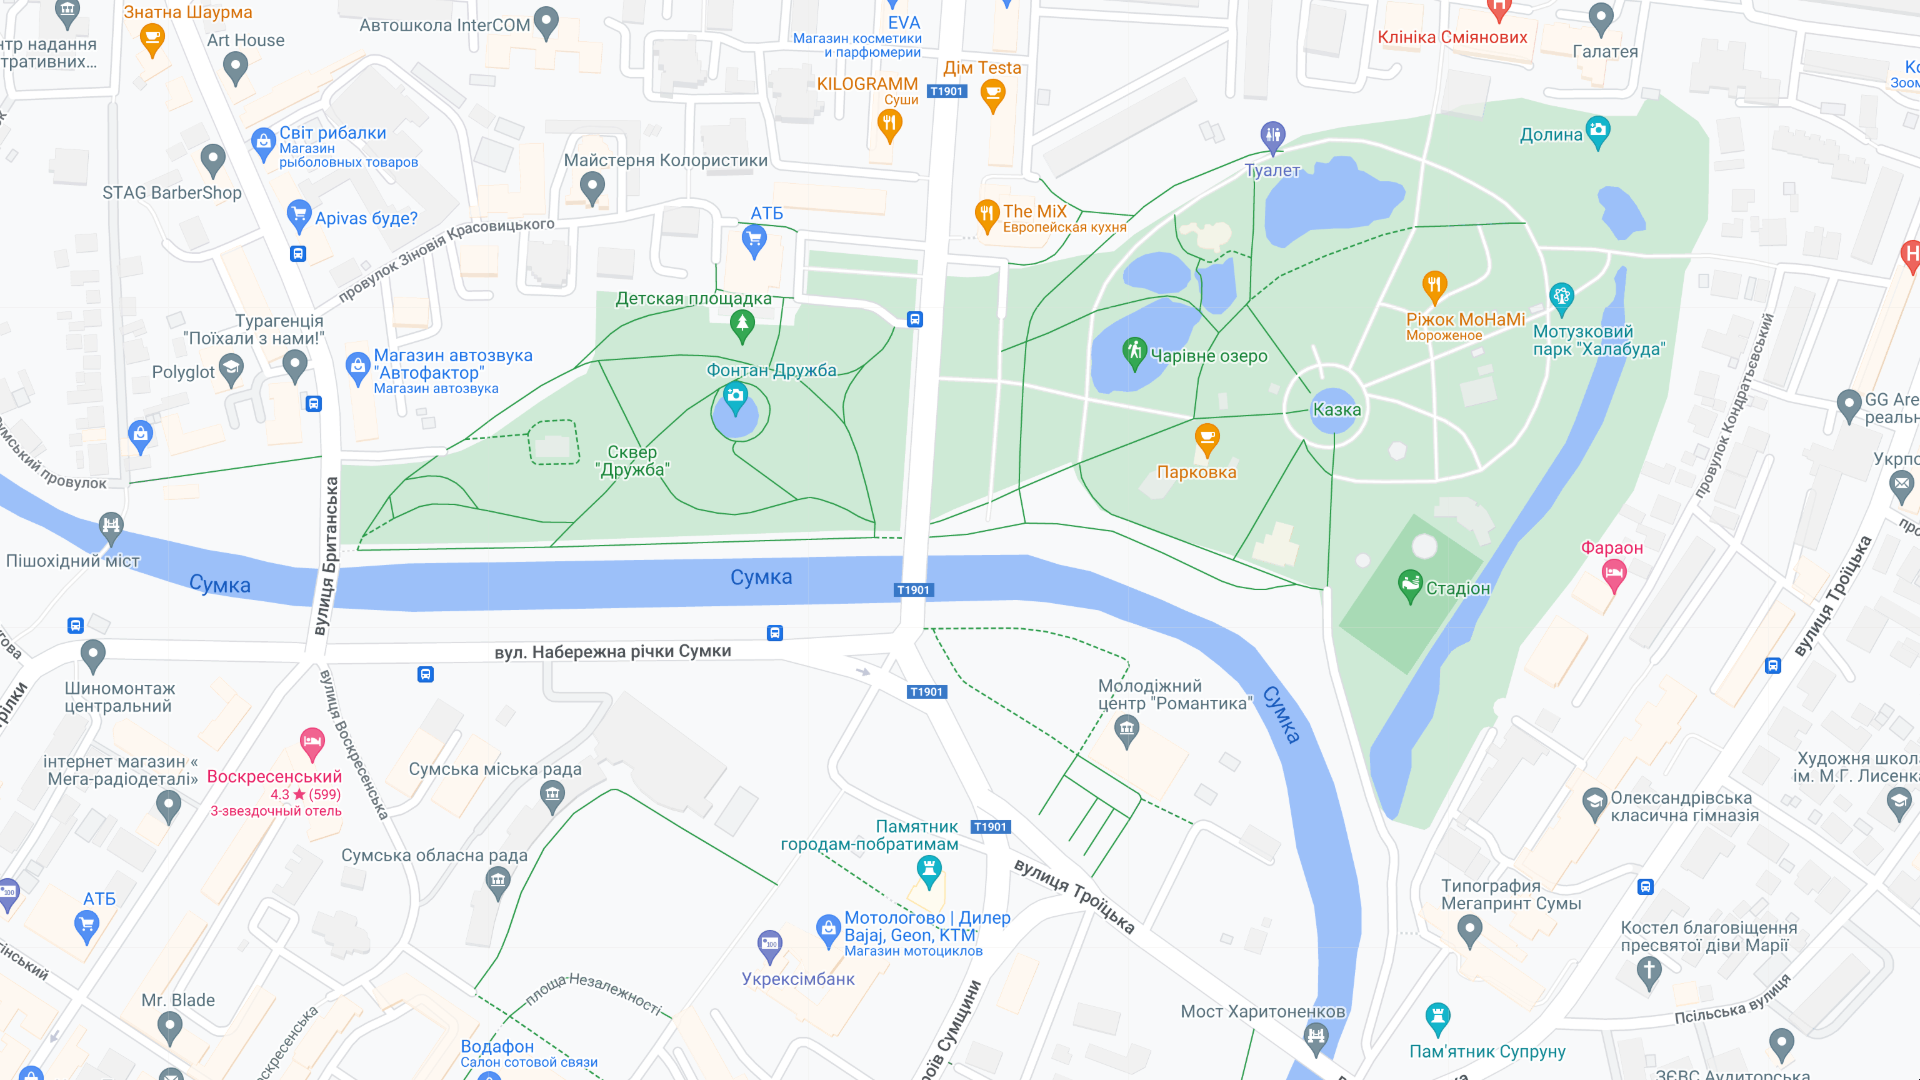 Знатна Шаурма
Art House
Автошкола InterCOM
EVA
Магазин косметики
и парфюмерии
Дім Testa
KILOGRAMM
Суши
T1901
Клініка Сміянових
Галатея
нтр надання
тративних...
Світ рибалки
Магазин
рыболовных товаров
STAG BarberShop
Apivas буде?
Майстерня Колористики
АТБ
The MiX
Европейская кухня
Туалет
Долина
провулок Зіновія Красовицького
Детская площадка
Турагенція
"Поїхали з нами!"
Polyglot
Магазин автозвука
"Автофактор"
Магазин автозвука
Фонтан Дружба
Сквер
"Дружба"
Чарівне озеро
Ріжок МоНаМі
Мороженое
Мотузковий
парк "Халабуда"
Казка
Парковка
провулок Кондратьєвський
GG Are
реальн
Укрпо
Сумський провулок
Пішохідний міст
Сумка
вулиця Британська
Сумка
T1901
Стадіон
Фараон
вулиця Троїцька
вул. Набережна річки Сумки
Шиномонтаж
центральний
вулиця Воскресенська
T1901
Молодіжний
центр "Романтика"
Сумка
інтернет магазин «
Мега-радіодеталі»
Воскресенський
4.3 ★ (599)
3-звездочный отель
Сумська міська рада
Сумська обласна рада
Памятник
городам-побратимам
T1901
вулиця Троїцька
Олександрівська
класична гімназія
Художня школа
ім. М.Г. Лисенка
АТБ
Мотологово | Дилер
Bajaj, Geon, KTM
Магазин мотоциклов
Укрексімбанк
площа Незалежності
Типография
Мегапринт Сумы
Костел благовіщення
пресвятої діви Марії
Mr. Blade
Водафон
Салон сотовой связи
Мост Харитоненков
Пам'ятник Супруну
Псільська вулиця
ЗЄВС Аудиторська